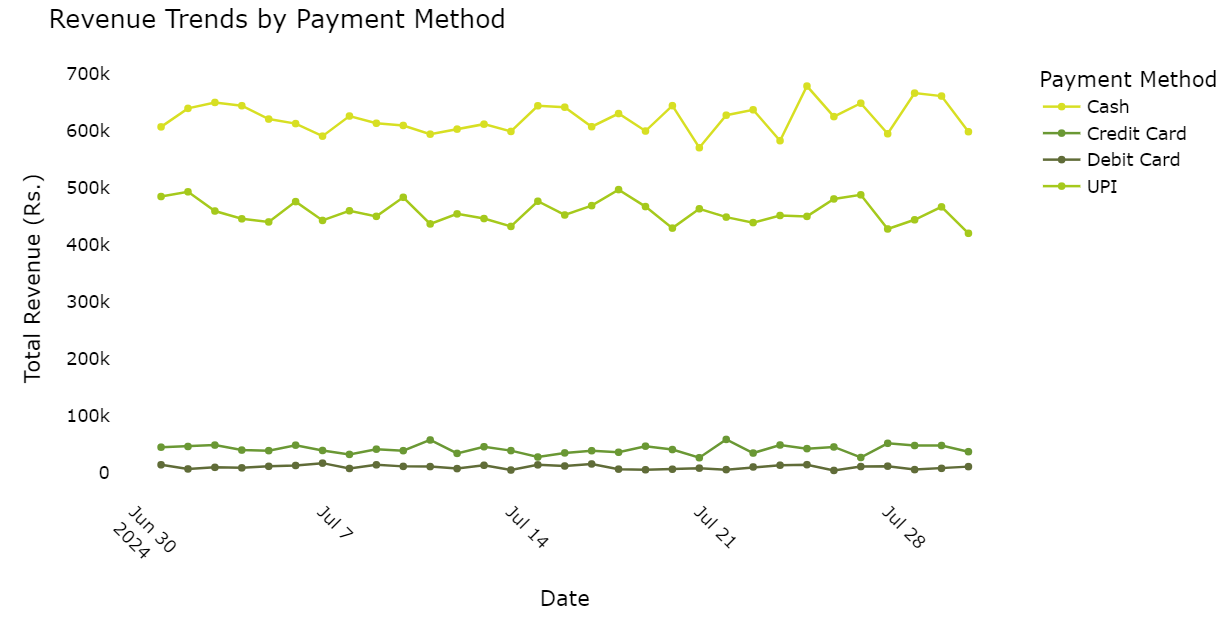 Revenue Trends by Payment Method
700k
600k
500k
400k
300k
200k
100k
0
Total Revenue (Rs.)
Jun 30
2024
Jul 7
Jul 14
Jul 21
Jul 28
Date
Payment Method
Cash
Credit Card
Debit Card
UPI